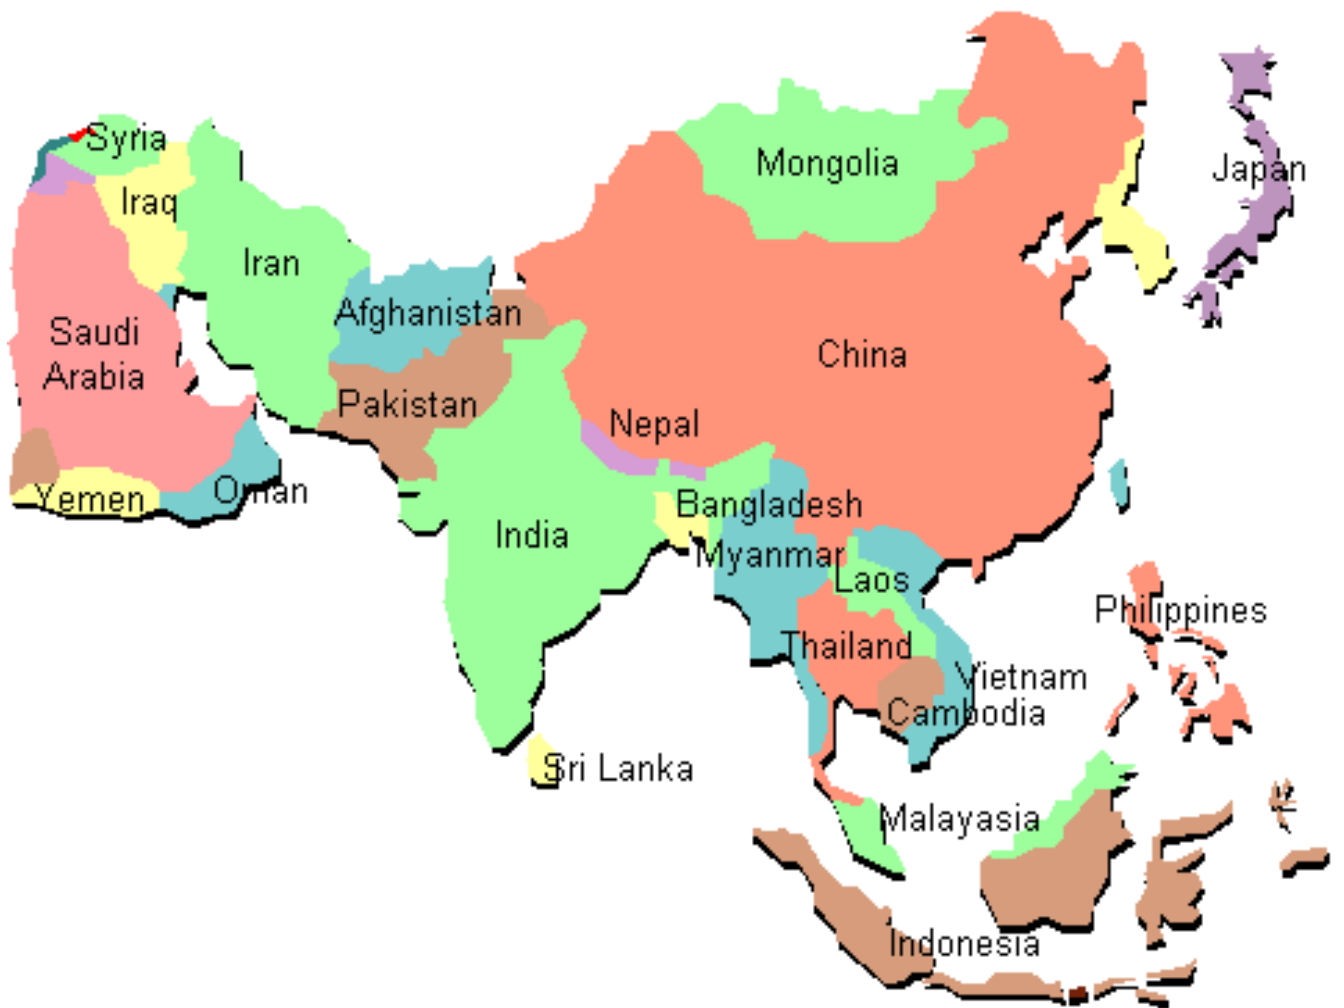 Syria
Mongolia
Japan
Iraq
Iran
Afghanistan
Saudi
Arabia
China
Pakistan
Nepal
Yemen
Oman
Bangladesh
India
Myanmar
Laos
Philippines
Thailand
Vietnam
Cambodia
Sri Lanka
Malayasia
Indonesia